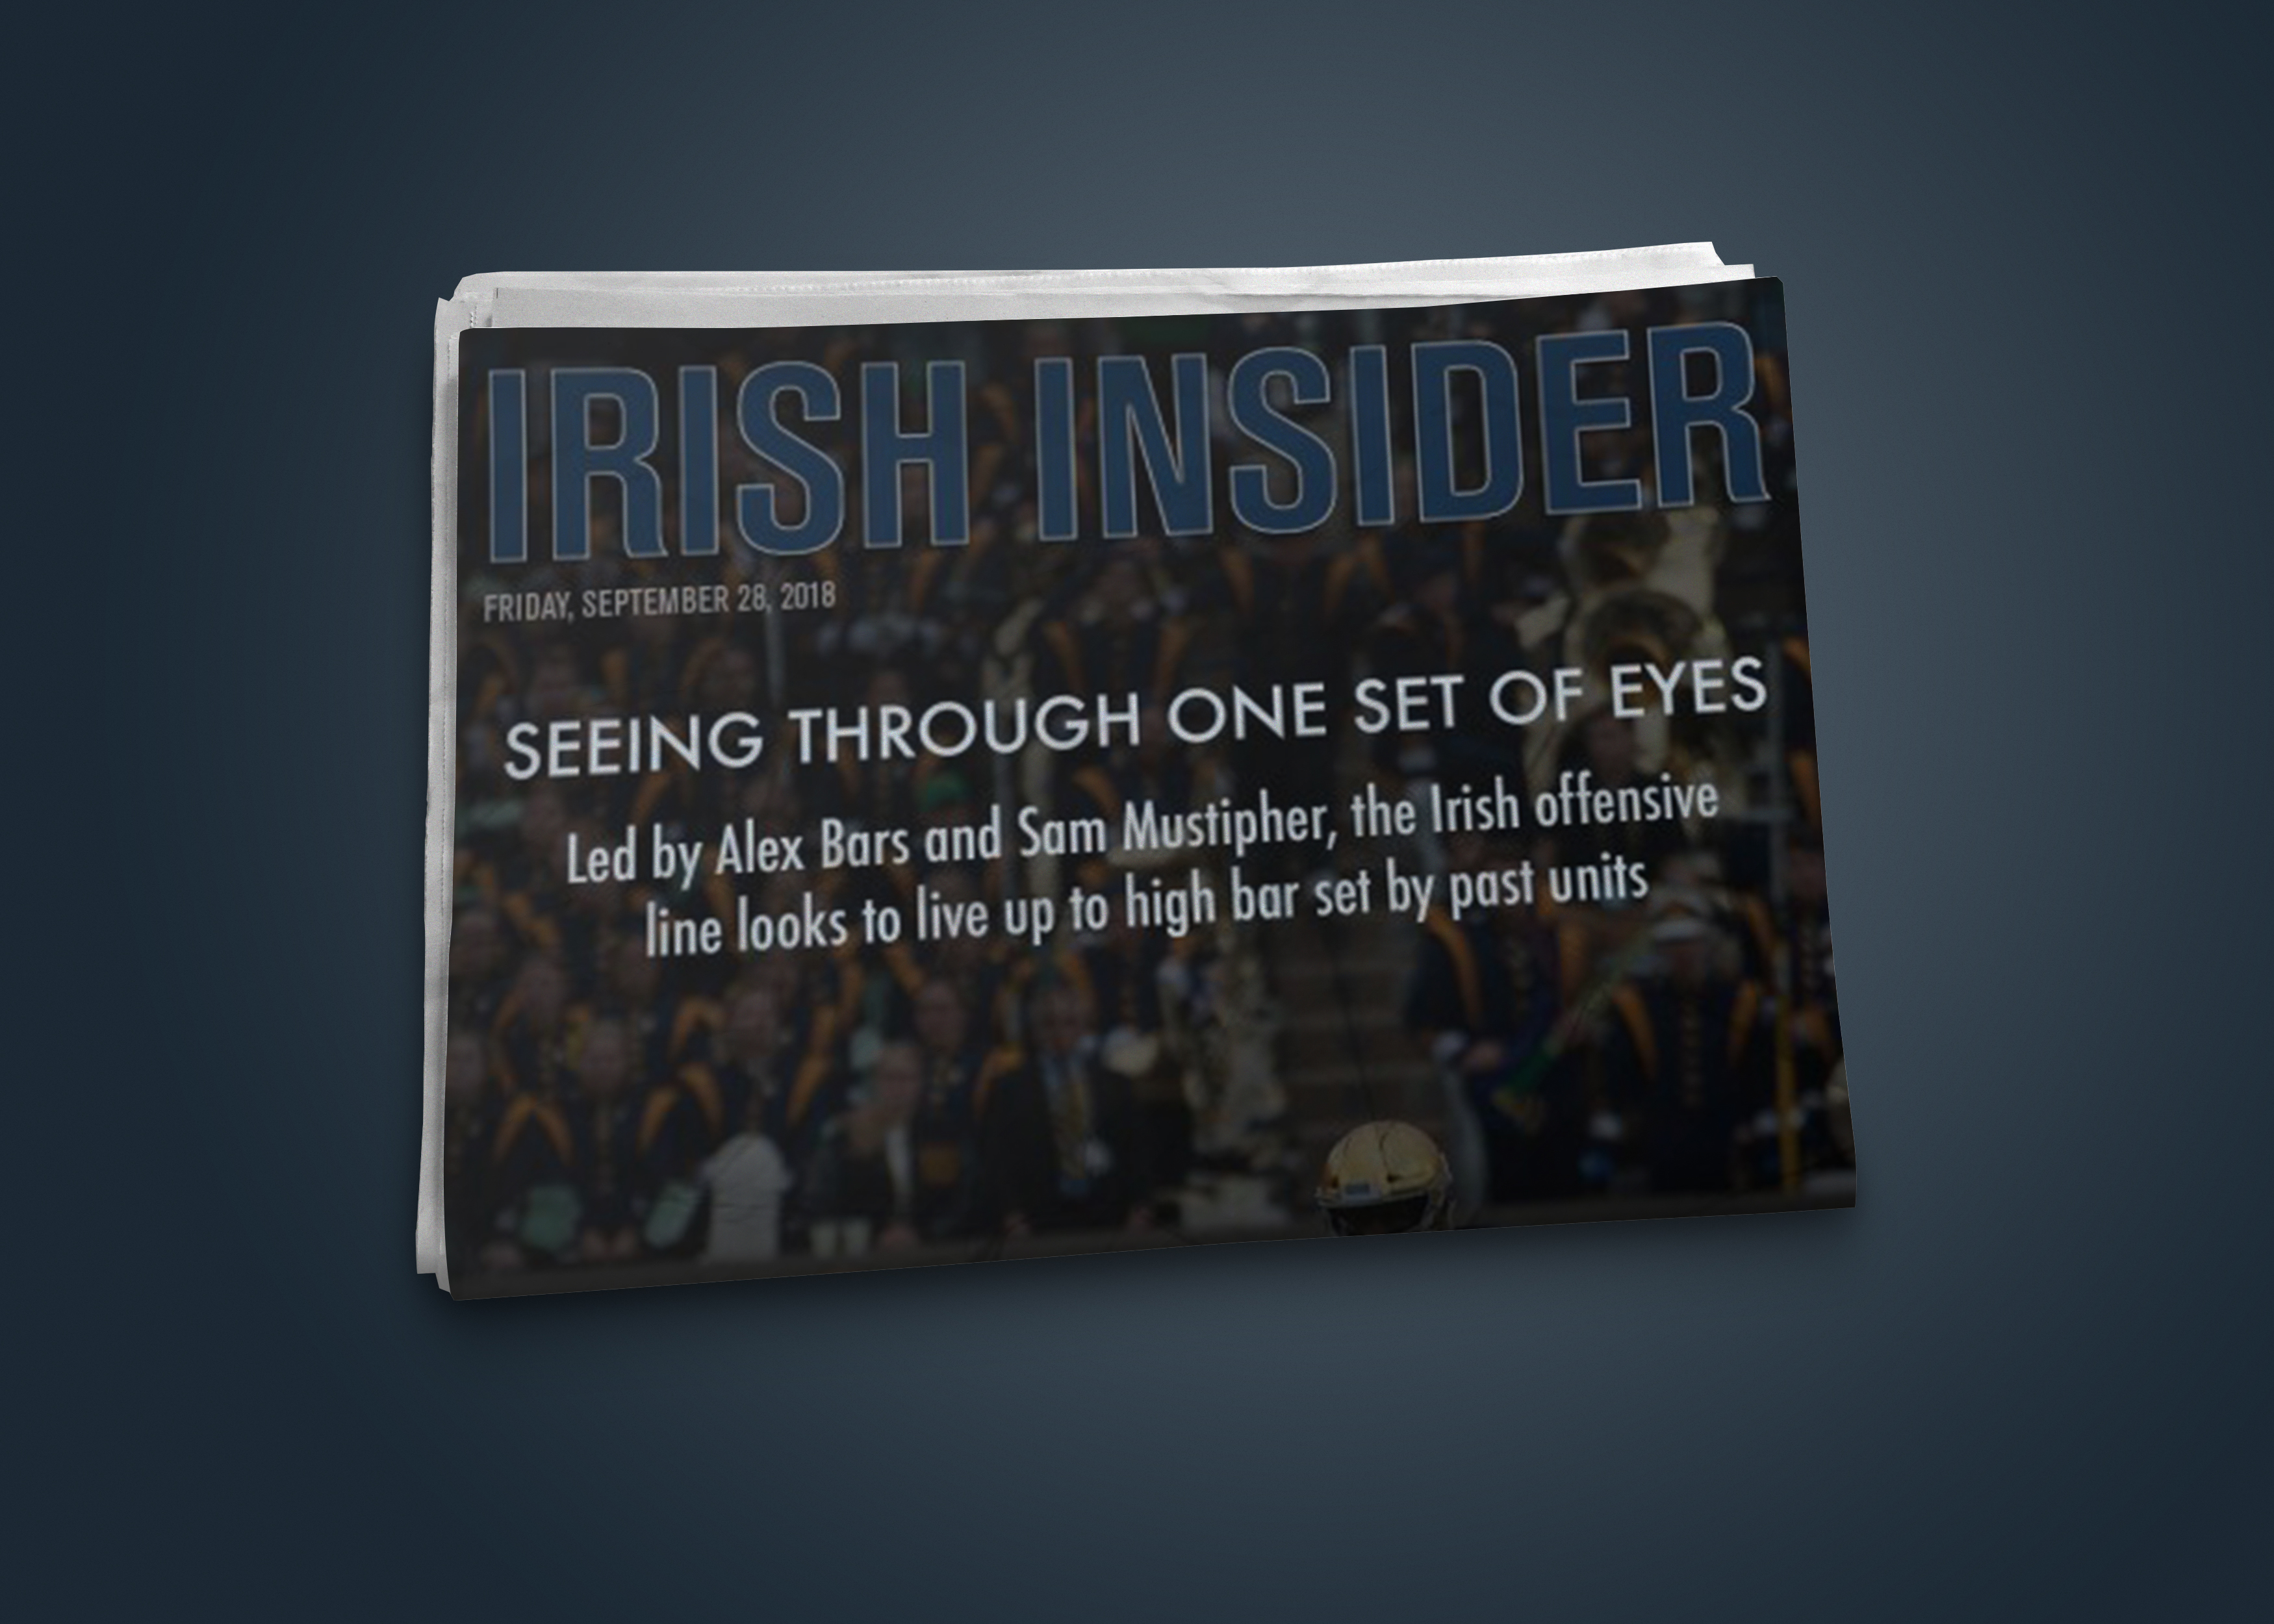 IRISH INSIDER
FRIDAY, SEPTEMBER 28, 2018
SEEING THROUGH ONE SET OF EYES
Led by Alex Bars and Sam Mustipher, the Irish offensive
line looks to live up to high bar set by past units